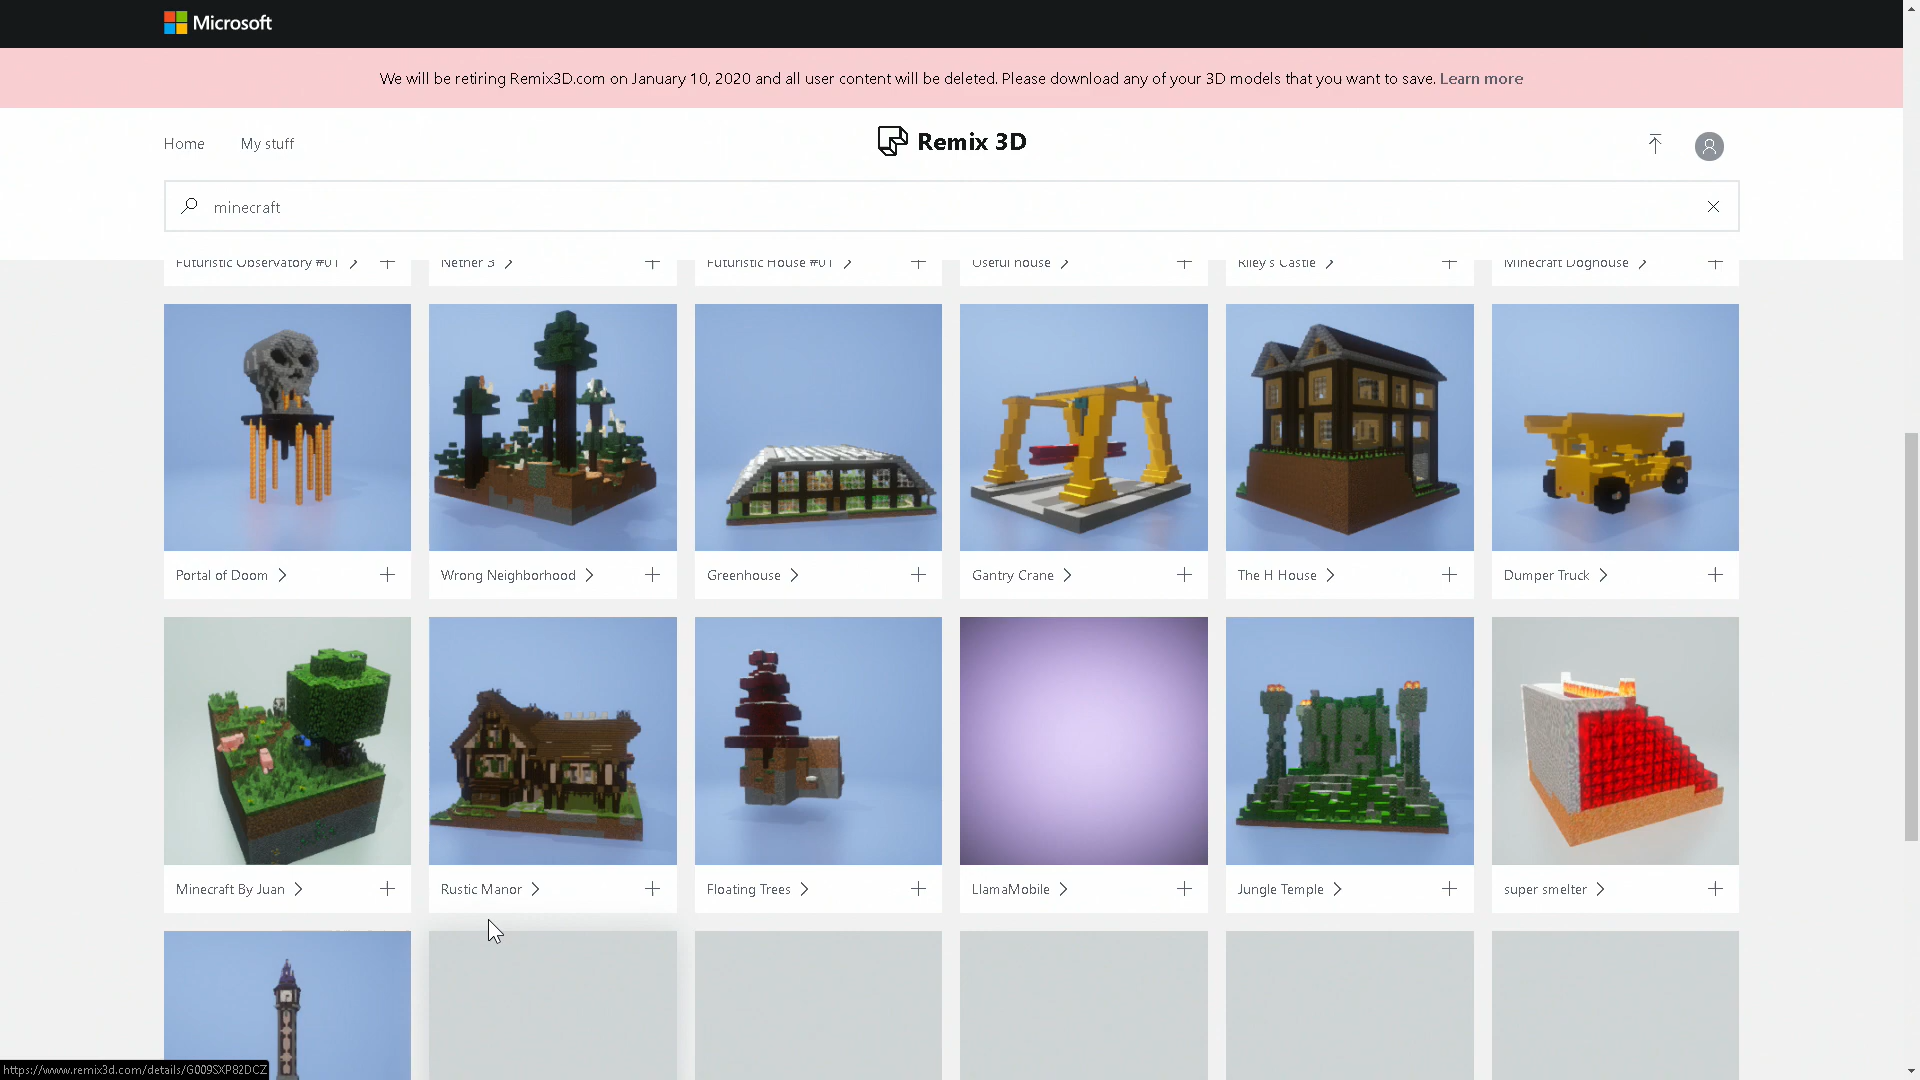 Microsoft
We will be retiring Remix3D.com on January 10, 2020 and all user content will be deleted. Please download any of your 3D models that you want to save. Learn more
Home My stuff Remix 3D
minecraft
Futuristic Observatory #01 Nether 3 Futuristic House #01 Useful house Riley's Castle Minecraft Doghouse
Portal of Doom Wrong Neighborhood Greenhouse Gantry Crane The H House Dumper Truck
Minecraft By Juan Rustic Manor Floating Trees LlamaMobile Jungle Temple super smelter
https://www.remix3d.com/details/G009SXP82DCZ